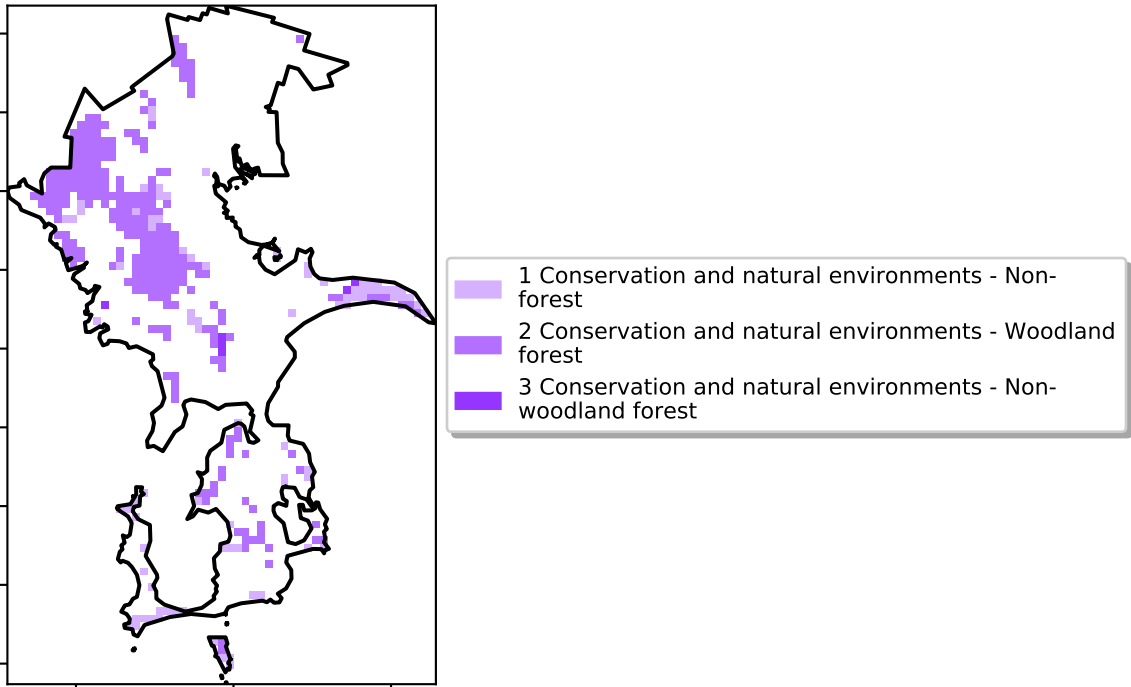 1 Conservation and natural environments - Non-
forest
2 Conservation and natural environments - Woodland
forest
3 Conservation and natural environments - Non-
woodland forest